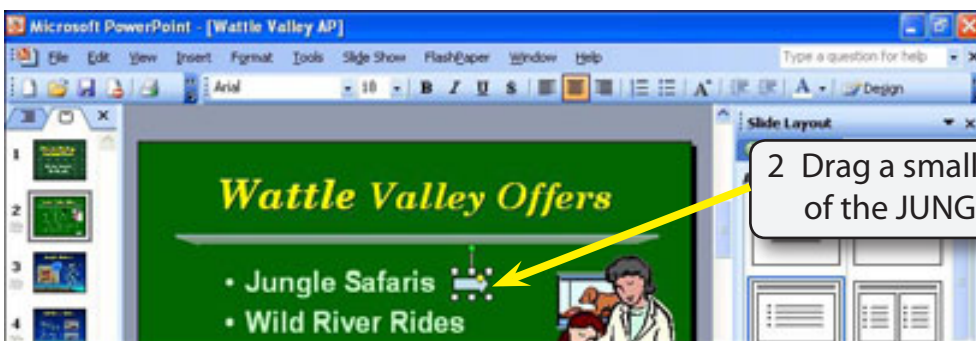 Microsoft PowerPoint - [Wattle Valley AP]
File Edit View Insert Format Tools Slide Show FlashPaper Window Help Type a question for help
Arial 18 B I U S A A Design
Slide Layout
1
2
3
4
Wattle Valley Offers
• Jungle Safaris
• Wild River Rides
2 Drag a small
of the JUNG